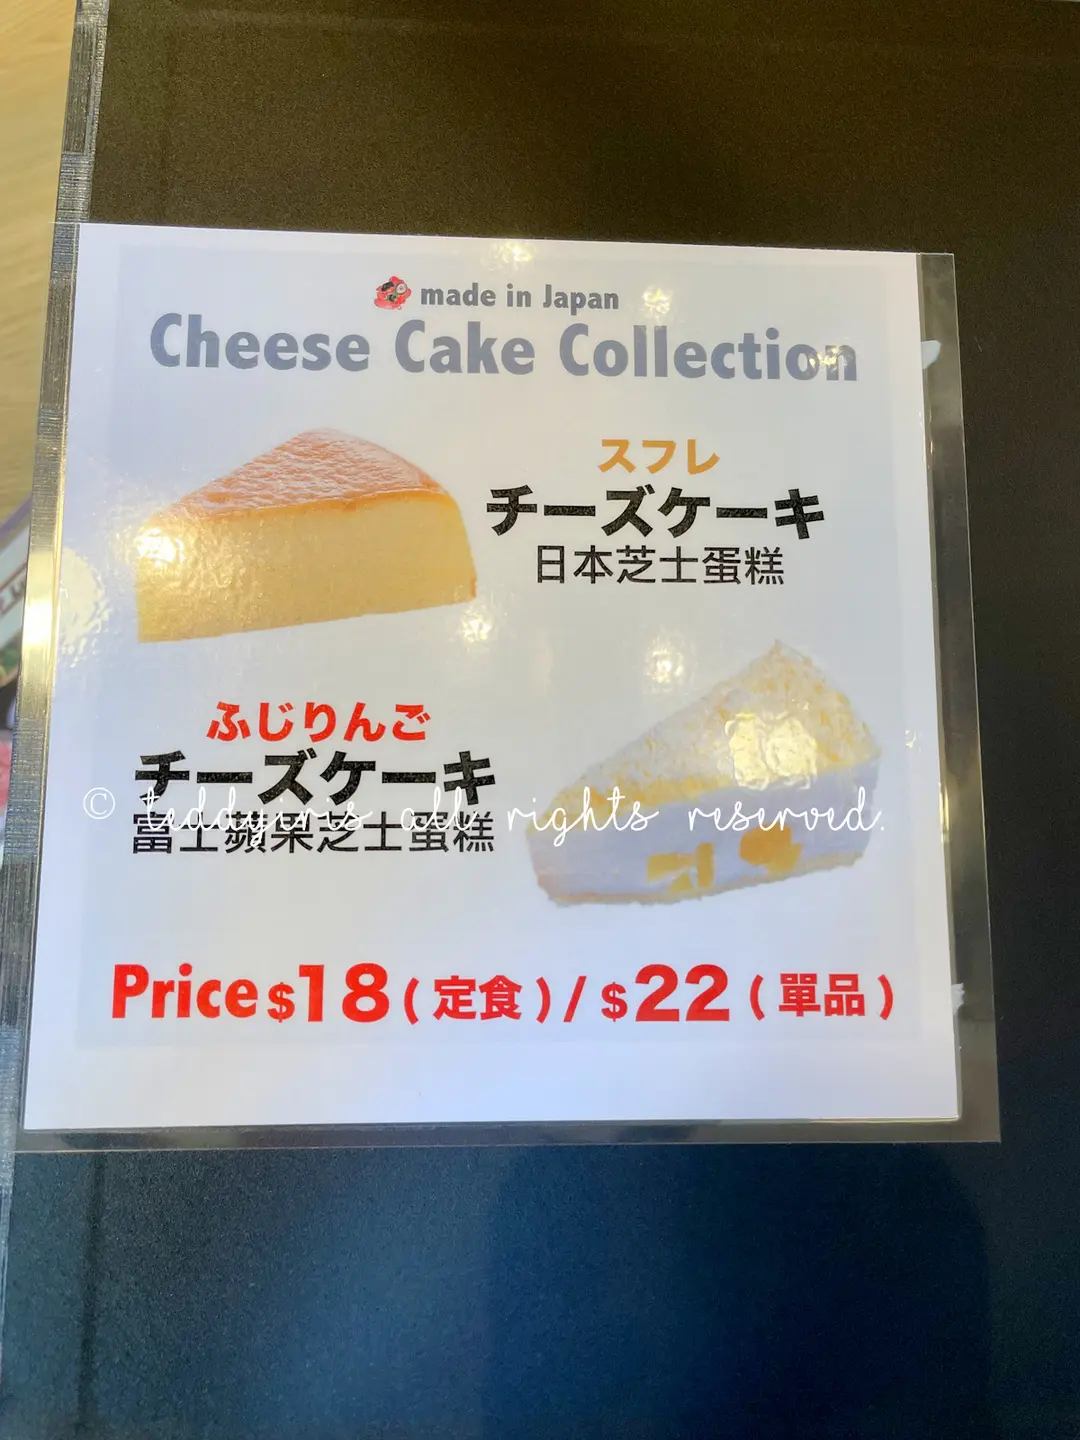 made in Japan
Cheese Cake Collection
スフレ
チーズケーキ
日本芝士蛋糕
ふじりんご
チーズケーキ
© teddyiris all rights reserved.
富士蘋果芝士蛋糕
Price $18 (定食) / $22 (單品)